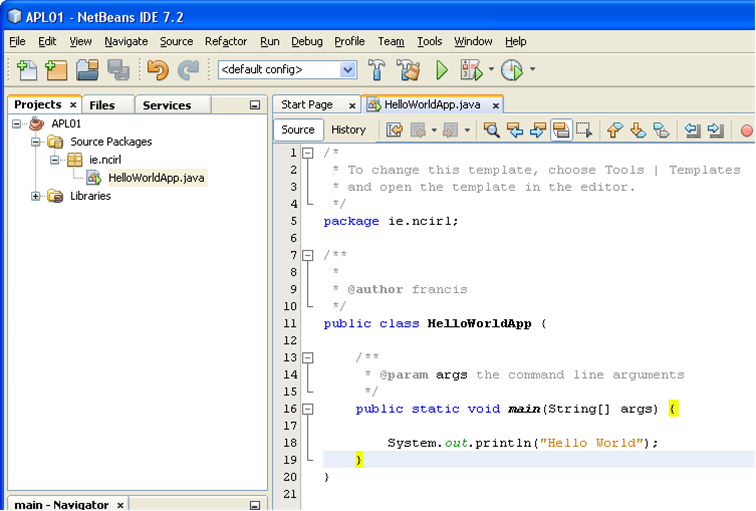 APL01 - NetBeans IDE 7.2
File Edit View Navigate Source Refactor Run Debug Profile Team Tools Window Help
<default config>
Projects × Files Services
APL01
Source Packages
ie.ncirl
HelloWorldApp.java
Libraries
main - Navigator ×
Start Page × HelloWorldApp.java ×
Source History
1 /*
2 * To change this template, choose Tools | Templates
3 * and open the template in the editor.
4 */
5 package ie.ncirl;
6
7 /**
8 *
9 * @author francis
10 */
11 public class HelloWorldApp {
12
13 /**
14 * @param args the command line arguments
15 */
16 public static void main(String[] args) {
17
18 System.out.println("Hello World");
19 }
20 }
21